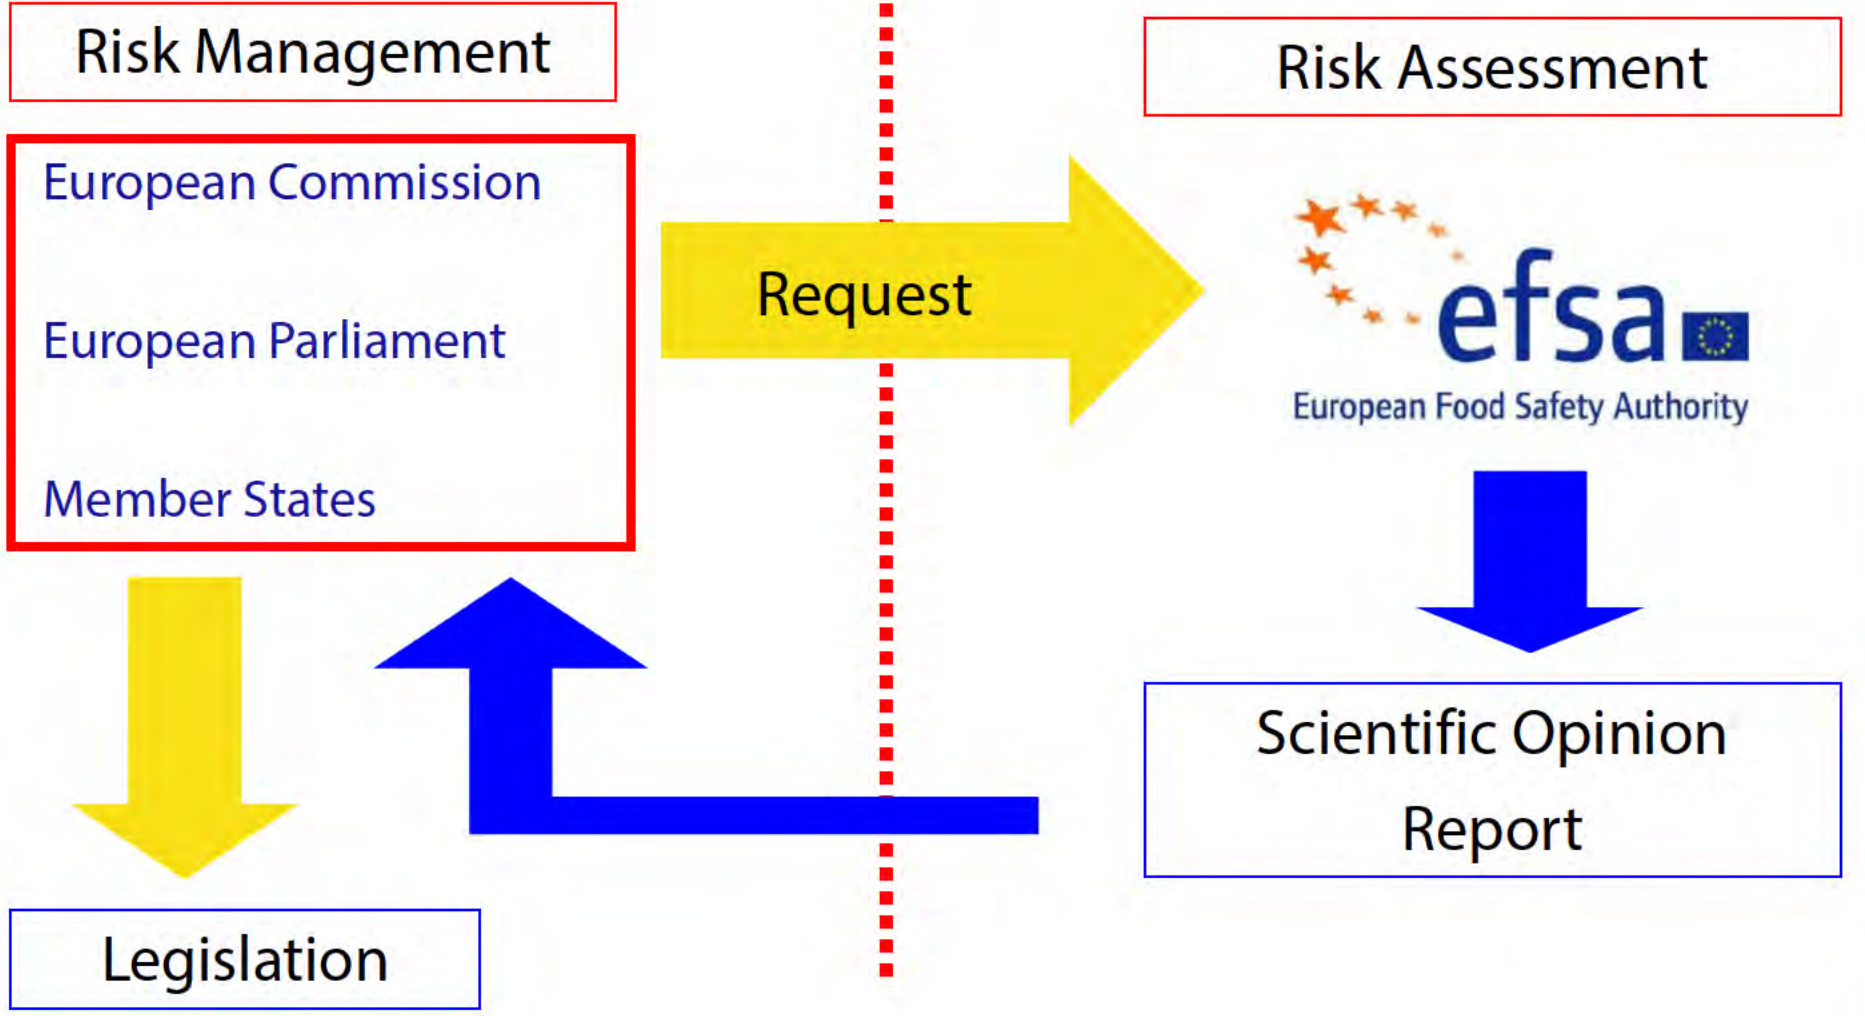 Risk Management
European Commission
European Parliament
Member States
Request
Legislation
Risk Assessment
efsa
European Food Safety Authority
Scientific Opinion
Report